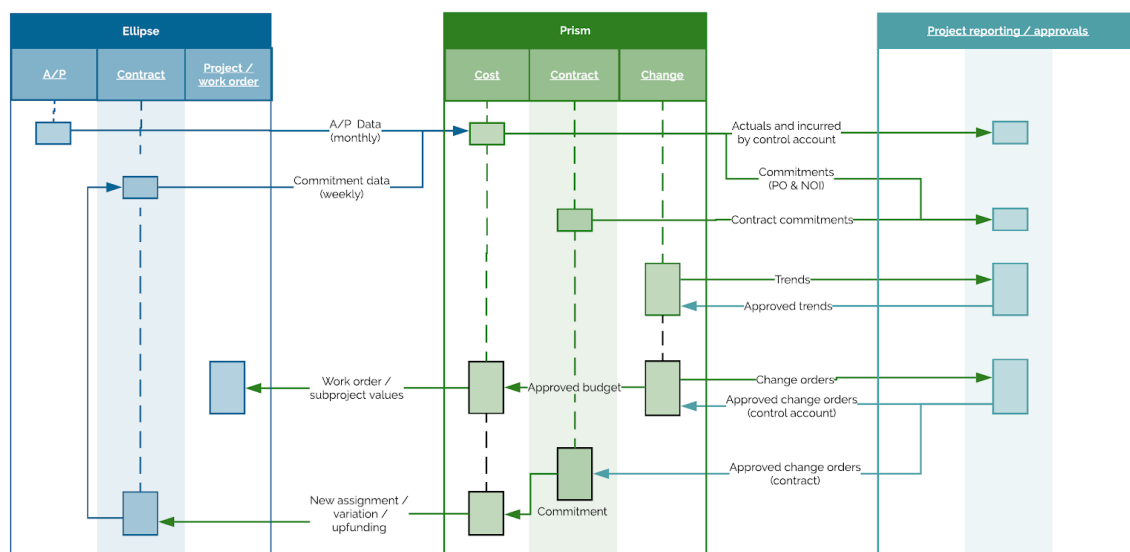 Ellipse
Prism
Project reporting / approvals
A/P
Contract
Project /
work order
Cost
Contract
Change
A/P Data
(monthly)
Actuals and incurred
by control account
Commitment data
(weekly)
Commitments
(PO & NOI)
Contract commitments
Trends
Approved trends
Work order /
subproject values
Approved budget
Change orders
Approved change orders
(control account)
Approved change orders
(contract)
New assignment /
variation /
upfunding
Commitment